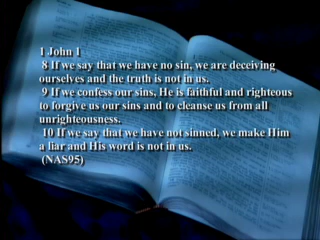 1 John 1
8 If we say that we have no sin, we are deceiving
ourselves and the truth is not in us.
9 If we confess our sins, He is faithful and righteous
to forgive us our sins and to cleanse us from all
unrighteousness.
10 If we say that we have not sinned, we make Him
a liar and His word is not in us.
(NAS95)